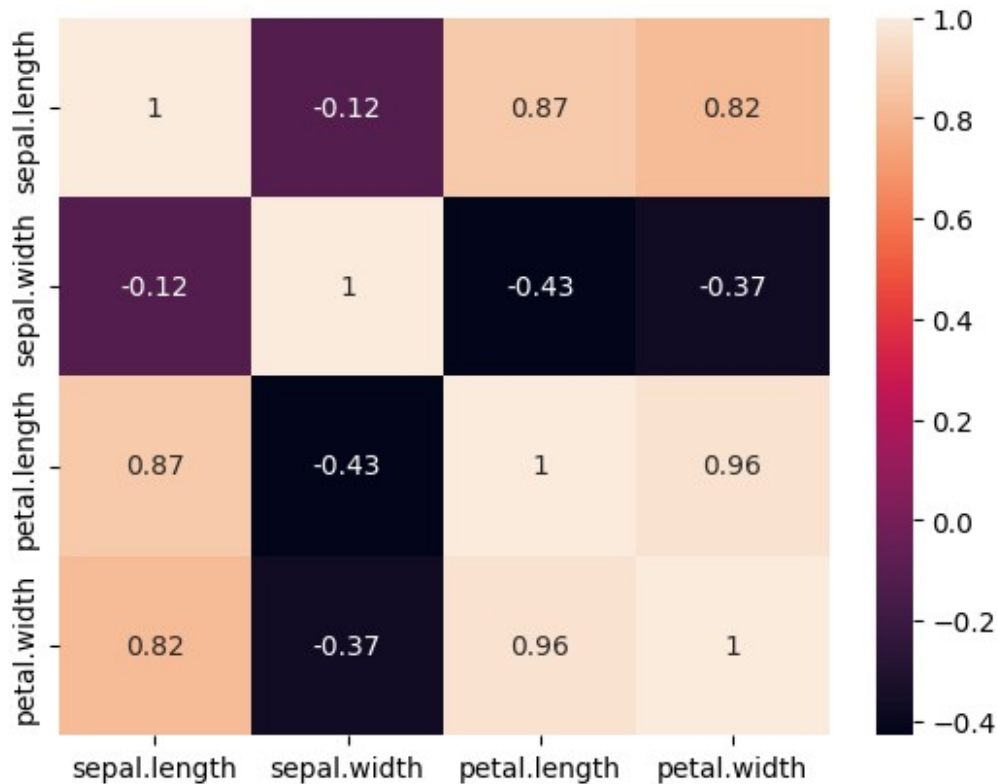 sepal.length 1 -0.12 0.87 0.82
sepal.width -0.12 1 -0.43 -0.37
petal.length 0.87 -0.43 1 0.96
petal.width 0.82 -0.37 0.96 1
sepal.length sepal.width petal.length petal.width
1.0
0.8
0.6
0.4
0.2
0.0
−0.2
−0.4